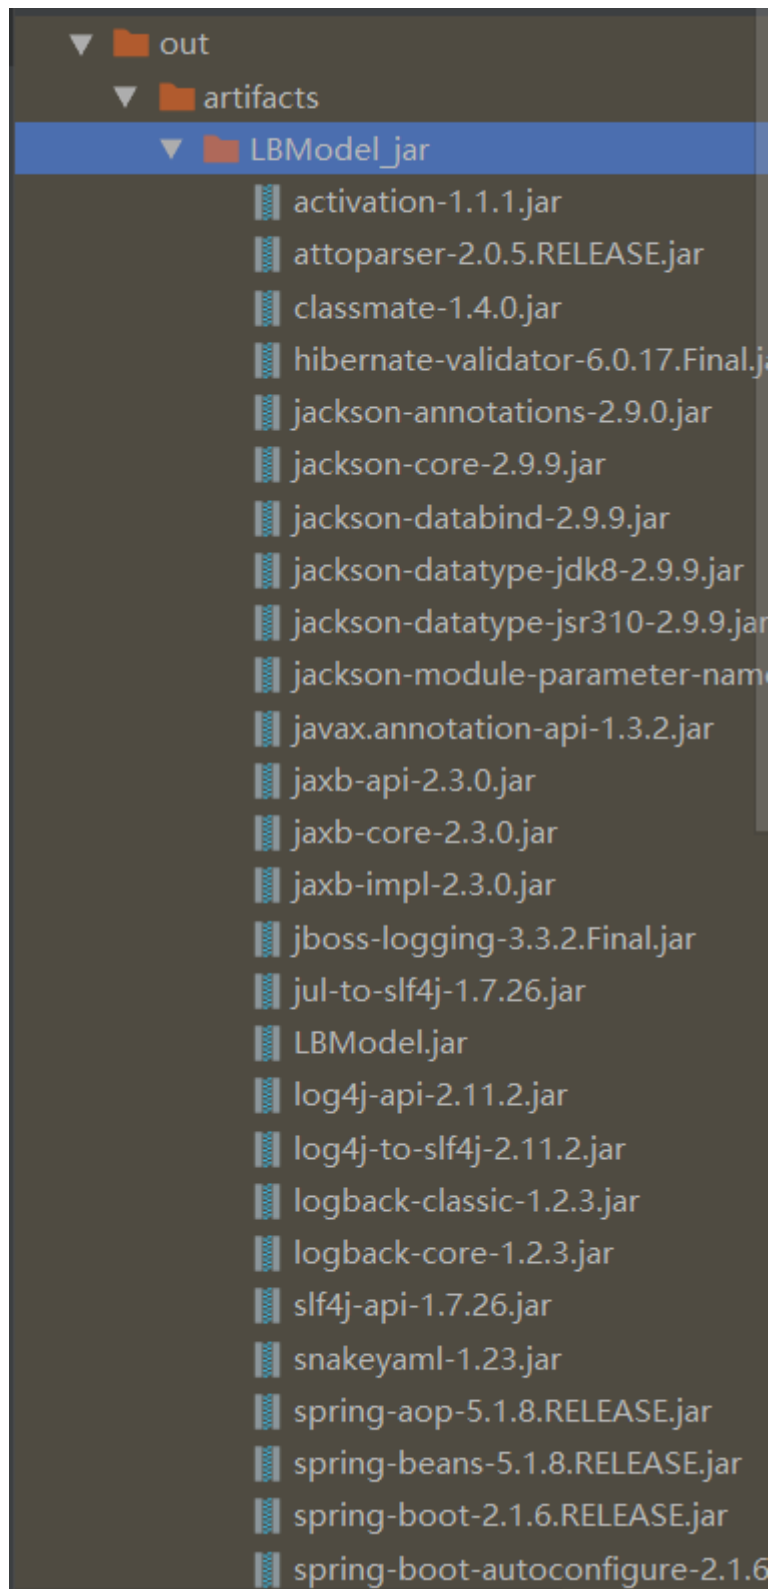 out
artifacts
LBModel_jar
activation-1.1.1.jar
attoparser-2.0.5.RELEASE.jar
classmate-1.4.0.jar
hibernate-validator-6.0.17.Final.ja
jackson-annotations-2.9.0.jar
jackson-core-2.9.9.jar
jackson-databind-2.9.9.jar
jackson-datatype-jdk8-2.9.9.jar
jackson-datatype-jsr310-2.9.9.jar
jackson-module-parameter-name
javax.annotation-api-1.3.2.jar
jaxb-api-2.3.0.jar
jaxb-core-2.3.0.jar
jaxb-impl-2.3.0.jar
jboss-logging-3.3.2.Final.jar
jul-to-slf4j-1.7.26.jar
LBModel.jar
log4j-api-2.11.2.jar
log4j-to-slf4j-2.11.2.jar
logback-classic-1.2.3.jar
logback-core-1.2.3.jar
slf4j-api-1.7.26.jar
snakeyaml-1.23.jar
spring-aop-5.1.8.RELEASE.jar
spring-beans-5.1.8.RELEASE.jar
spring-boot-2.1.6.RELEASE.jar
spring-boot-autoconfigure-2.1.6